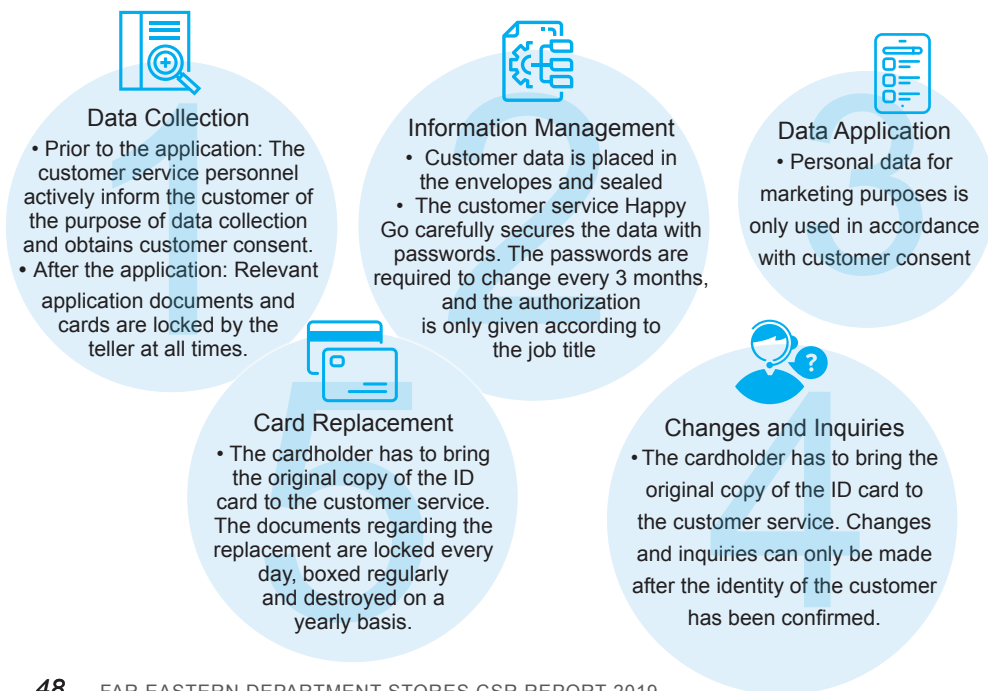 1
Data Collection
• Prior to the application: The
customer service personnel
actively inform the customer of
the purpose of data collection
and obtains customer consent.
• After the application: Relevant
application documents and
cards are locked by the
teller at all times.
2
Information Management
• Customer data is placed in
the envelopes and sealed
• The customer service Happy
Go carefully secures the data with
passwords. The passwords are
required to change every 3 months,
and the authorization
is only given according to
the job title
3
Data Application
• Personal data for
marketing purposes is
only used in accordance
with customer consent
?
4
Changes and Inquiries
• The cardholder has to bring the
original copy of the ID card to
the customer service. Changes
and inquiries can only be made
after the identity of the customer
has been confirmed.
5
Card Replacement
• The cardholder has to bring
the original copy of the ID
card to the customer service.
The documents regarding the
replacement are locked every
day, boxed regularly
and destroyed on a
yearly basis.
48 FAR EASTERN DEPARTMENT STORES CSR REPORT 2019